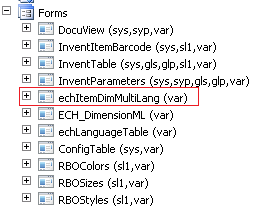 Forms
DocuView (sys,syp,var)
InventItemBarcode (sys,sl1,var)
InventTable (sys,gls,glp,sl1,var)
InventParameters (sys,syp,gls,glp,var)
echItemDimMultiLang (var)
ECH_DimensionML (var)
echLanguageTable (var)
ConfigTable (sys,var)
RBOColors (sl1,var)
RBOSizes (sl1,var)
RBOStyles (sl1,var)